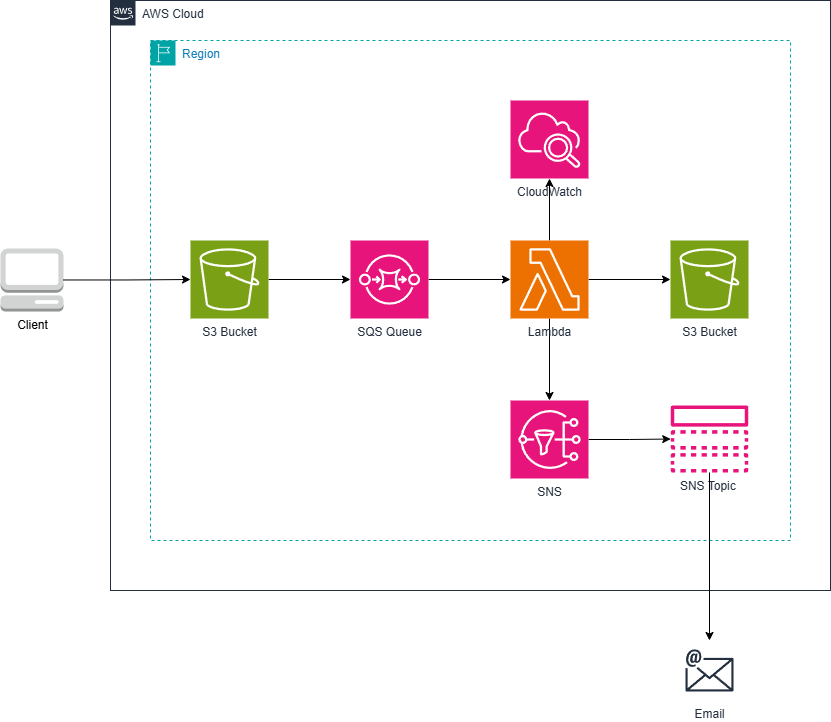 aws
AWS Cloud
Region
CloudWatch
Client
S3 Bucket
SQS Queue
Lambda
S3 Bucket
SNS
SNS Topic
@
Email